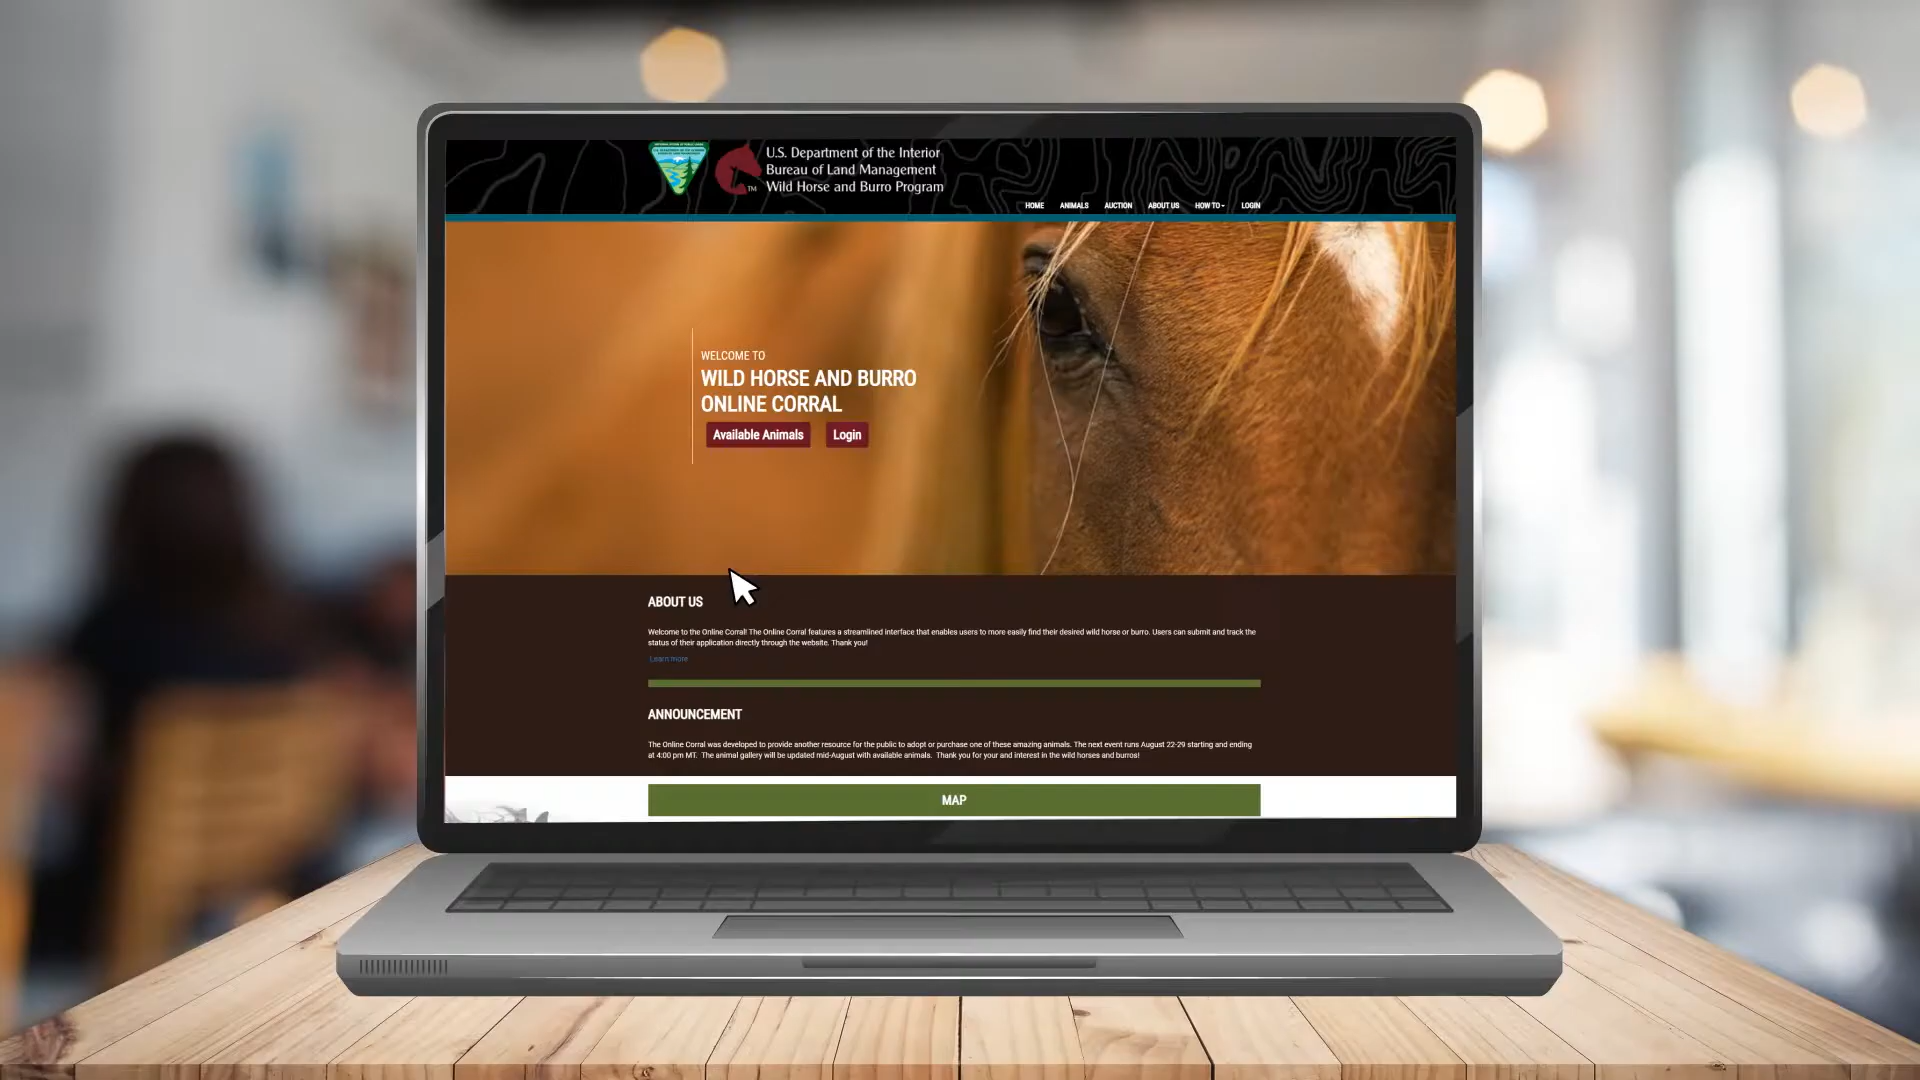 U.S. Department of the Interior
Bureau of Land Management
TM Wild Horse and Burro Program
HOME ANIMALS AUCTION ABOUT US HOW TO LOGIN
WELCOME TO
WILD HORSE AND BURRO
ONLINE CORRAL
Available Animals Login
ABOUT US
Welcome to the Online Corral! The Online Corral features a streamlined interface that enables users to more easily find their desired wild horse or burro. Users can submit and track the
status of their application directly through the website. Thank you!
Learn more
ANNOUNCEMENT
The Online Corral was developed to provide another resource for the public to adopt or purchase one of these amazing animals. The next event runs August 22-29 starting and ending
at 4:00 pm MT. The animal gallery will be updated mid-August with available animals. Thank you for your and interest in the wild horses and burros!
MAP